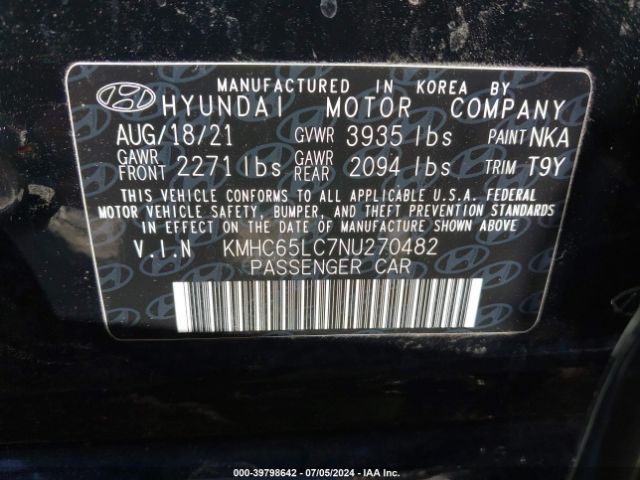 MANUFACTURED IN KOREA BY
HYUNDAI MOTOR COMPANY
AUG/18/21 GVWR 3935 lbs PAINT NKA
GAWR FRONT 2271 lbs GAWR REAR 2094 lbs TRIM T9Y
THIS VEHICLE CONFORMS TO ALL APPLICABLE U.S.A. FEDERAL
MOTOR VEHICLE SAFETY, BUMPER, AND THEFT PREVENTION STANDARDS
IN EFFECT ON THE DATE OF MANUFACTURE SHOWN ABOVE
V.I.N KMHC65LC7NU270482
PASSENGER CAR
0-39798642 / 07/05/2024 - IAA, Inc.